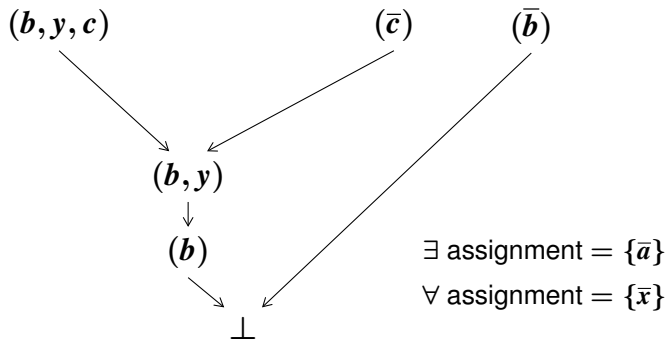 (b, y, c) (c̅) (b̅)
(b, y)
(b)
∃ assignment = {a̅}
∀ assignment = {x̅}
⊥